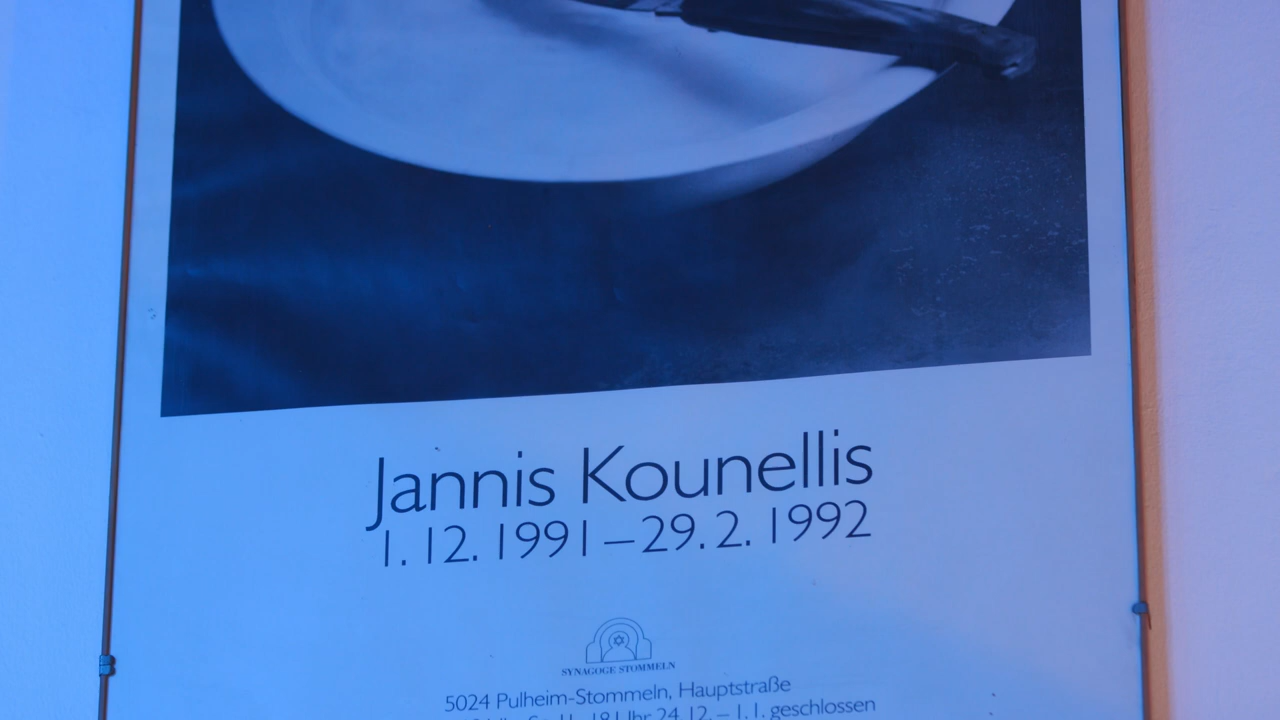 Jannis Kounellis
1. 12. 1991 – 29. 2. 1992
SYNAGOGE STOMMELN
5024 Pulheim-Stommeln, Hauptstraße
18 Uhr 24. 12. – 1. 1. geschlossen